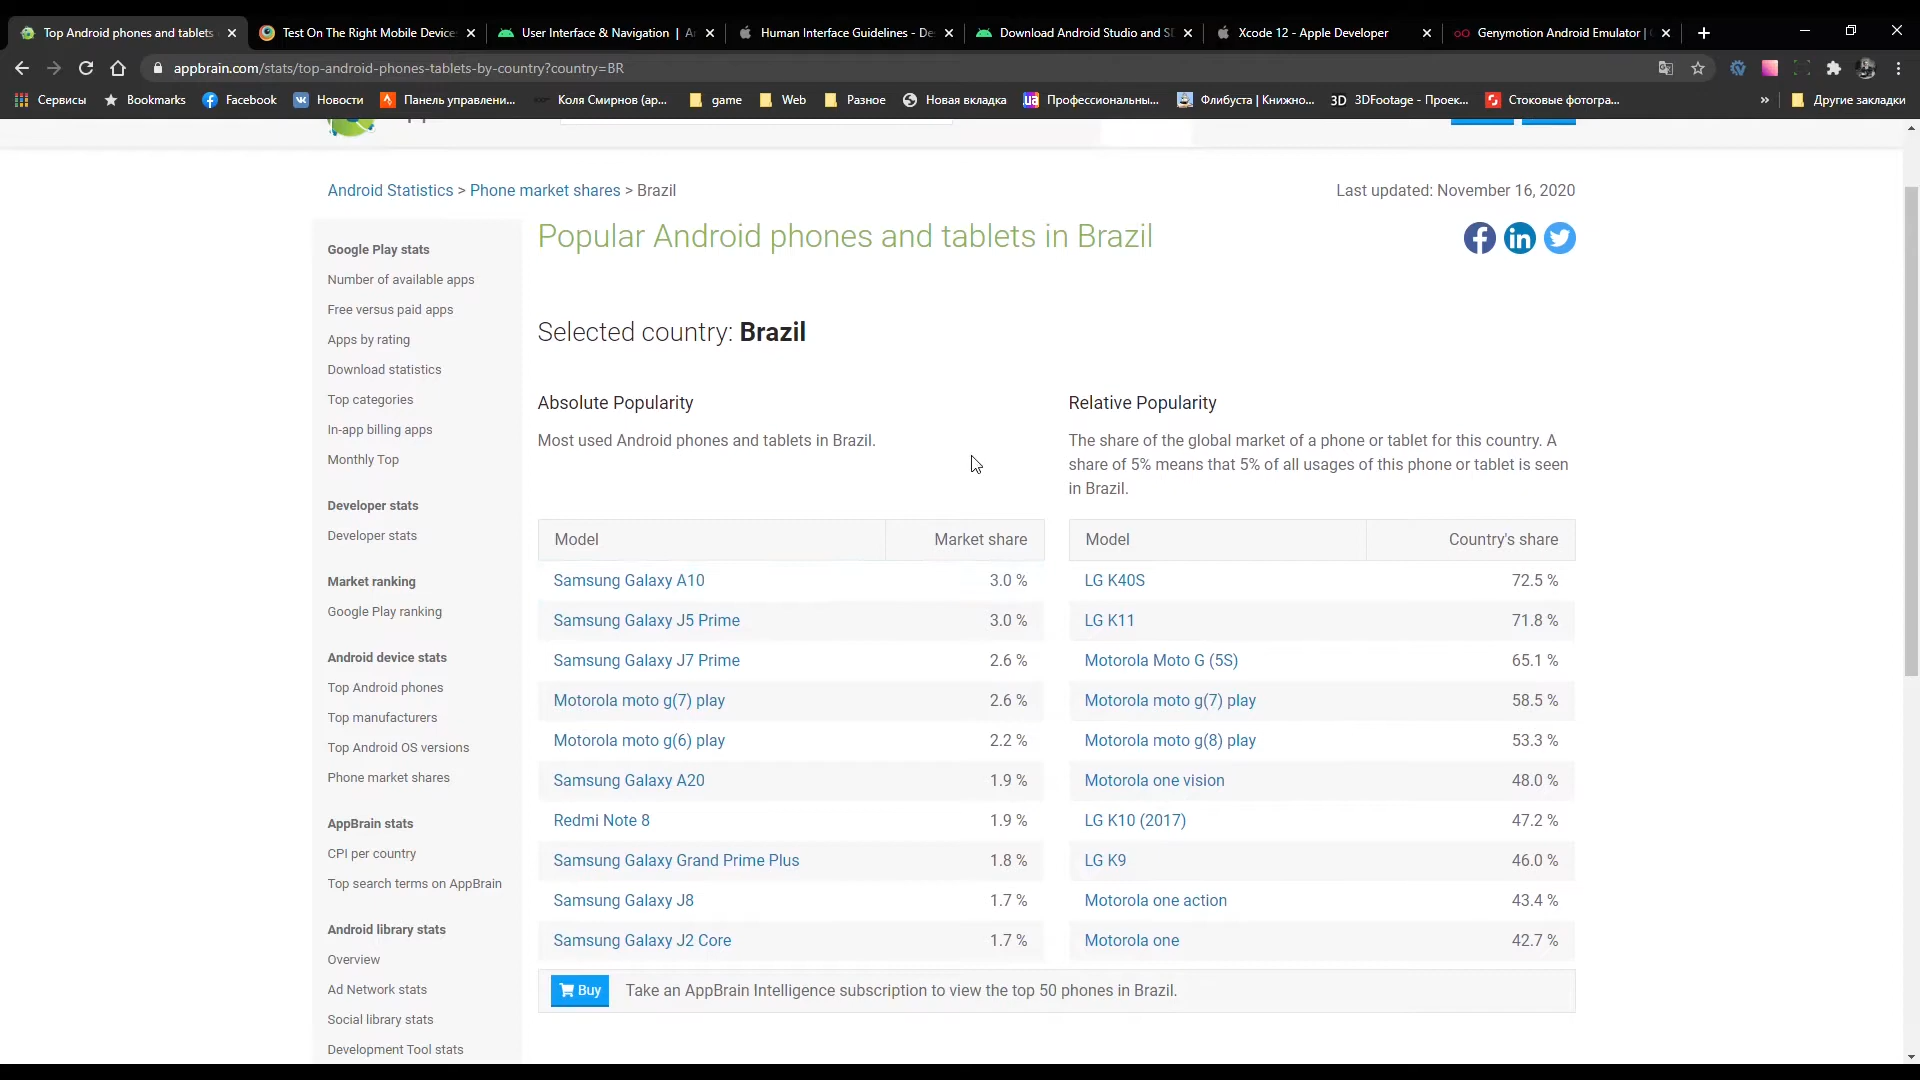 Top Android phones and tablets
Test On The Right Mobile Device
User Interface & Navigation | A
Human Interface Guidelines - De
Download Android Studio and S
Xcode 12 - Apple Developer
Genymotion Android Emulator |
appbrain.com/stats/top-android-phones-tablets-by-country?country=BR
Сервисы
Bookmarks
Facebook
Новости
Панель управлени...
Коля Смирнов (ар...
game
Web
Разное
Новая вкладка
Профессиональны...
Флибуста | Книжно...
3DFootage - Проек...
Стоковые фотогра...
»
Другие закладки
Android Statistics > Phone market shares > Brazil
Last updated: November 16, 2020
Google Play stats
Number of available apps
Free versus paid apps
Apps by rating
Download statistics
Top categories
In-app billing apps
Monthly Top
Developer stats
Developer stats
Market ranking
Google Play ranking
Android device stats
Top Android phones
Top manufacturers
Top Android OS versions
Phone market shares
AppBrain stats
CPI per country
Top search terms on AppBrain
Android library stats
Overview
Ad Network stats
Social library stats
Development Tool stats
Popular Android phones and tablets in Brazil
Selected country: Brazil
Absolute Popularity
Most used Android phones and tablets in Brazil.
Model Market share
Samsung Galaxy A10 3.0 %
Samsung Galaxy J5 Prime 3.0 %
Samsung Galaxy J7 Prime 2.6 %
Motorola moto g(7) play 2.6 %
Motorola moto g(6) play 2.2 %
Samsung Galaxy A20 1.9 %
Redmi Note 8 1.9 %
Samsung Galaxy Grand Prime Plus 1.8 %
Samsung Galaxy J8 1.7 %
Samsung Galaxy J2 Core 1.7 %
Relative Popularity
The share of the global market of a phone or tablet for this country. A
share of 5% means that 5% of all usages of this phone or tablet is seen
in Brazil.
Model Country's share
LG K40S 72.5 %
LG K11 71.8 %
Motorola Moto G (5S) 65.1 %
Motorola moto g(7) play 58.5 %
Motorola moto g(8) play 53.3 %
Motorola one vision 48.0 %
LG K10 (2017) 47.2 %
LG K9 46.0 %
Motorola one action 43.4 %
Motorola one 42.7 %
Buy Take an AppBrain Intelligence subscription to view the top 50 phones in Brazil.